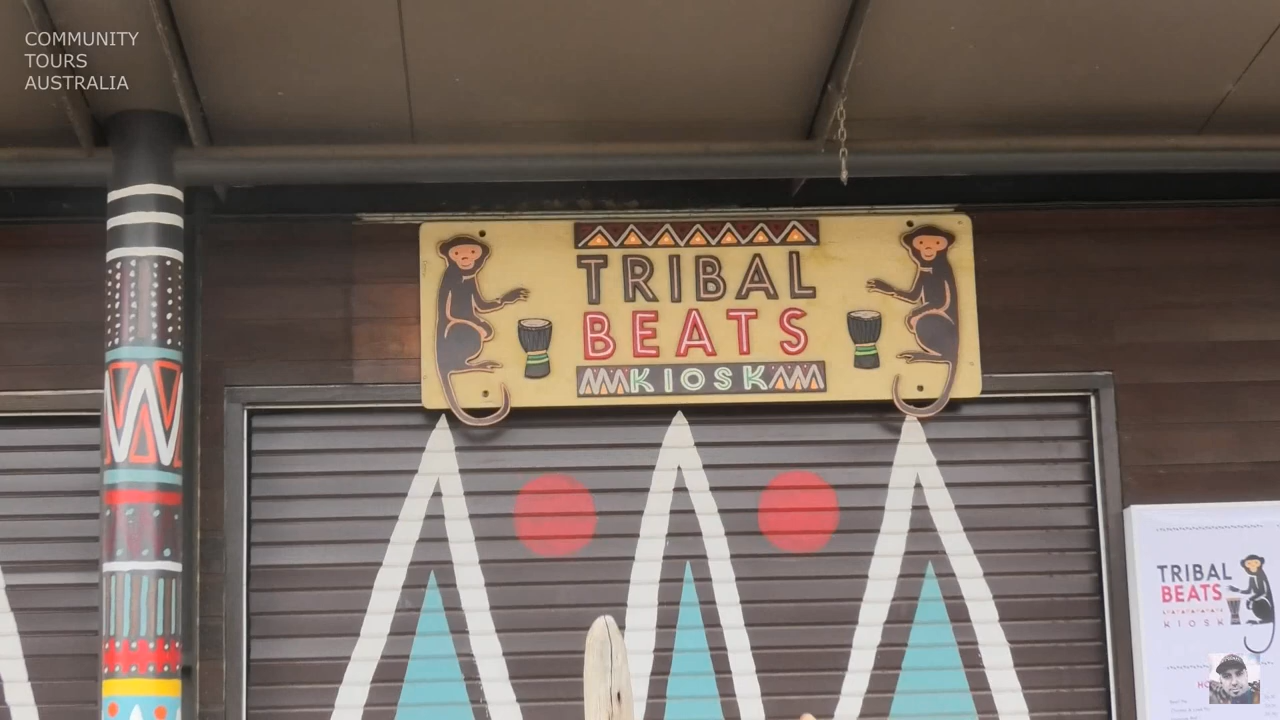 COMMUNITY
TOURS
AUSTRALIA
TRIBAL
BEATS
KIOSK
TRIBAL
BEATS
KIOSK